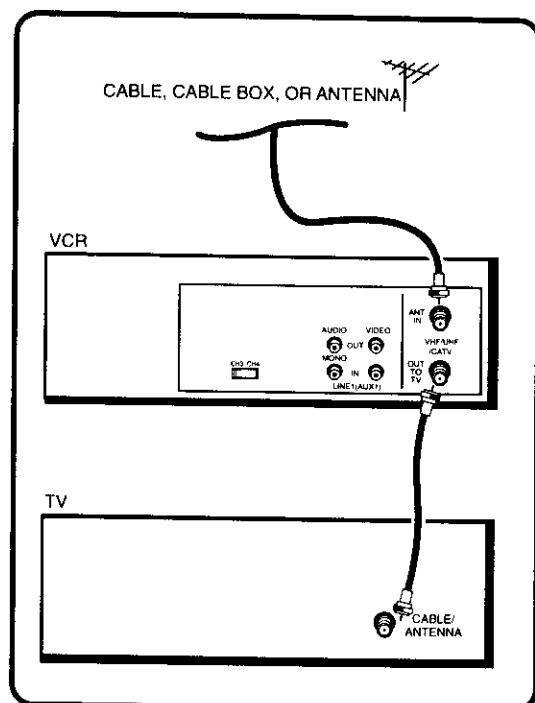 CABLE, CABLE BOX, OR ANTENNA
VCR
ANT
IN
AUDIO VIDEO
OUT
VHF/UHF
/CATV
CH3 CH4
MONO
IN
OUT
TO
TV
LINE1(AUX1)
TV
CABLE/
ANTENNA